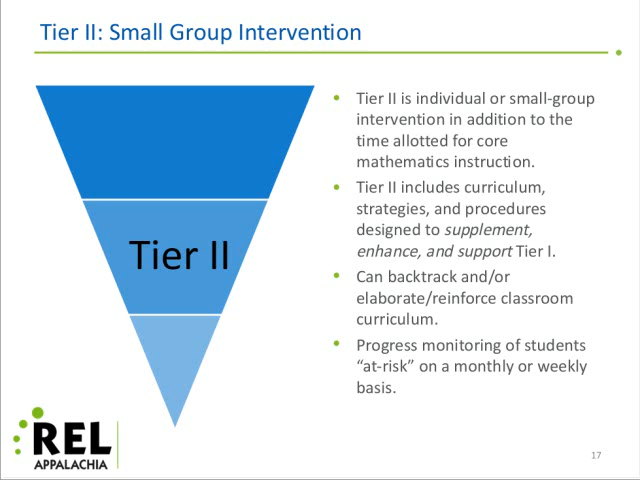 Tier II: Small Group Intervention
Tier II
• Tier II is individual or small-group
intervention in addition to the
time allotted for core
mathematics instruction.
• Tier II includes curriculum,
strategies, and procedures
designed to supplement,
enhance, and support Tier I.
• Can backtrack and/or
elaborate/reinforce classroom
curriculum.
• Progress monitoring of students
“at-risk” on a monthly or weekly
basis.
REL
APPALACHIA
17